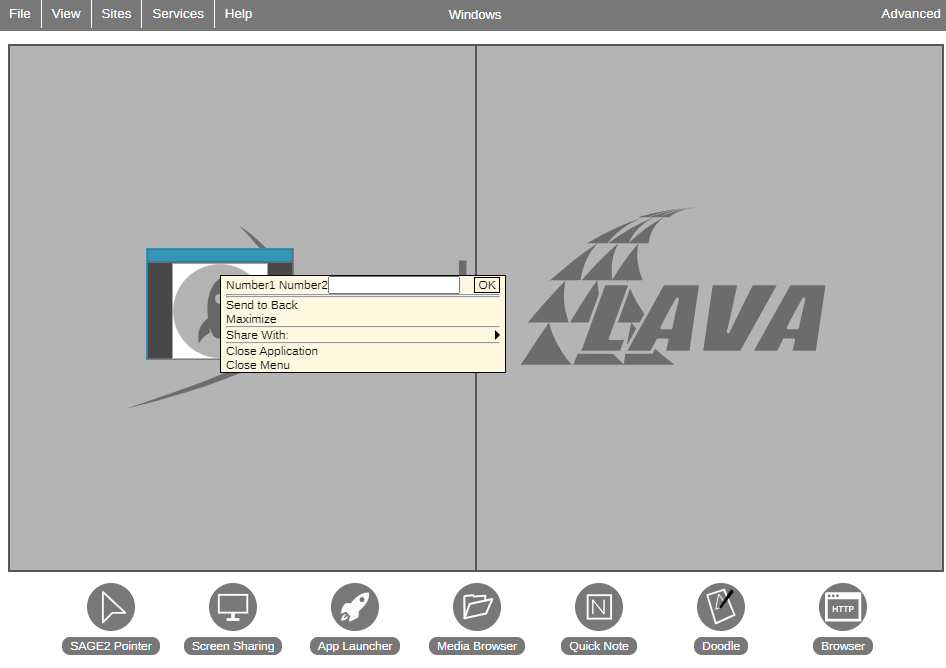 File View Sites Services Help Windows Advanced
Number1 Number2 OK
Send to Back
Maximize
Share With:
Close Application
Close Menu
LAVA
N
HTTP
SAGE2 Pointer Screen Sharing App Launcher Media Browser Quick Note Doodle Browser